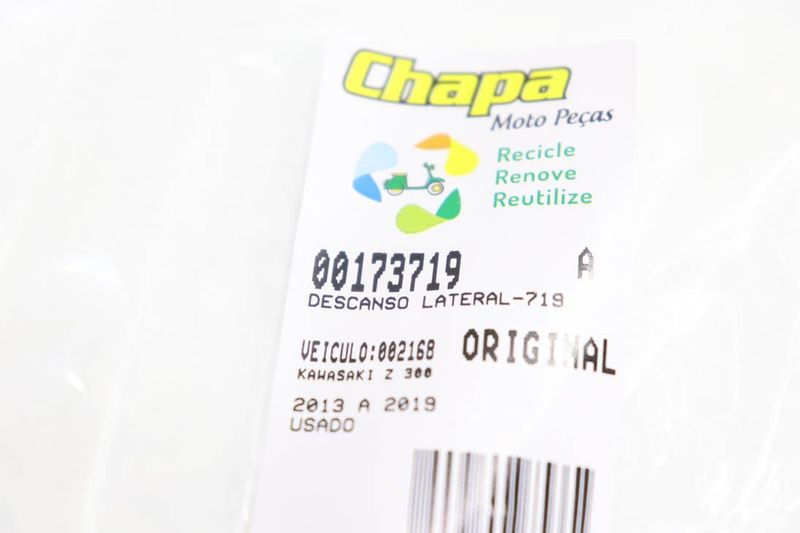 Chapa
Moto Peças
Recicle
Renove
Reutilize
00173719 A
DESCANSO LATERAL-719
VEICULO:002168 ORIGINAL
KAWASAKI Z 300
2013 A 2019
USADO